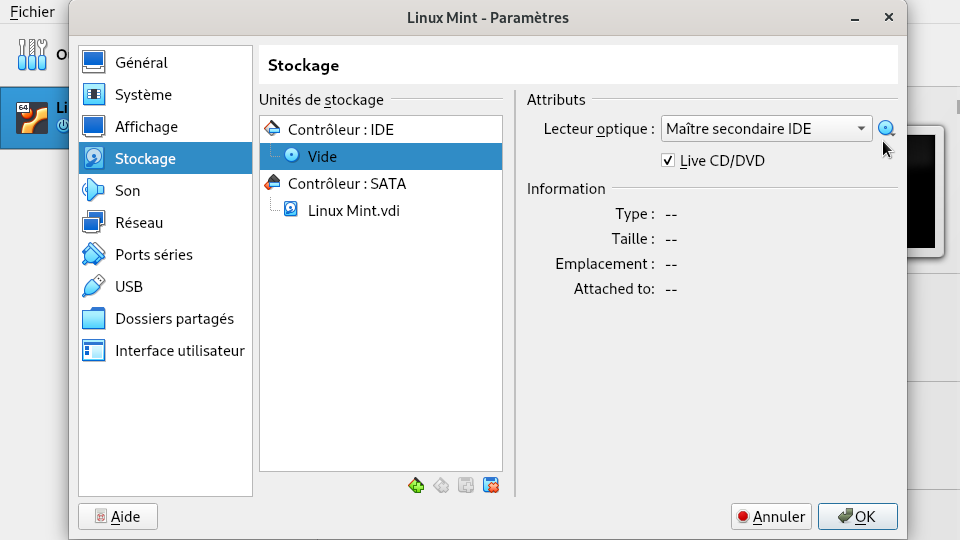 Fichier
Linux Mint - Paramètres
64
Général
Système
Affichage
Stockage
Son
Réseau
Ports séries
USB
Dossiers partagés
Interface utilisateur
Stockage
Unités de stockage
Contrôleur : IDE
Vide
Contrôleur : SATA
Linux Mint.vdi
Attributs
Lecteur optique : Maître secondaire IDE
Live CD/DVD
Information
Type : --
Taille : --
Emplacement : --
Attached to: --
Aide
Annuler
OK